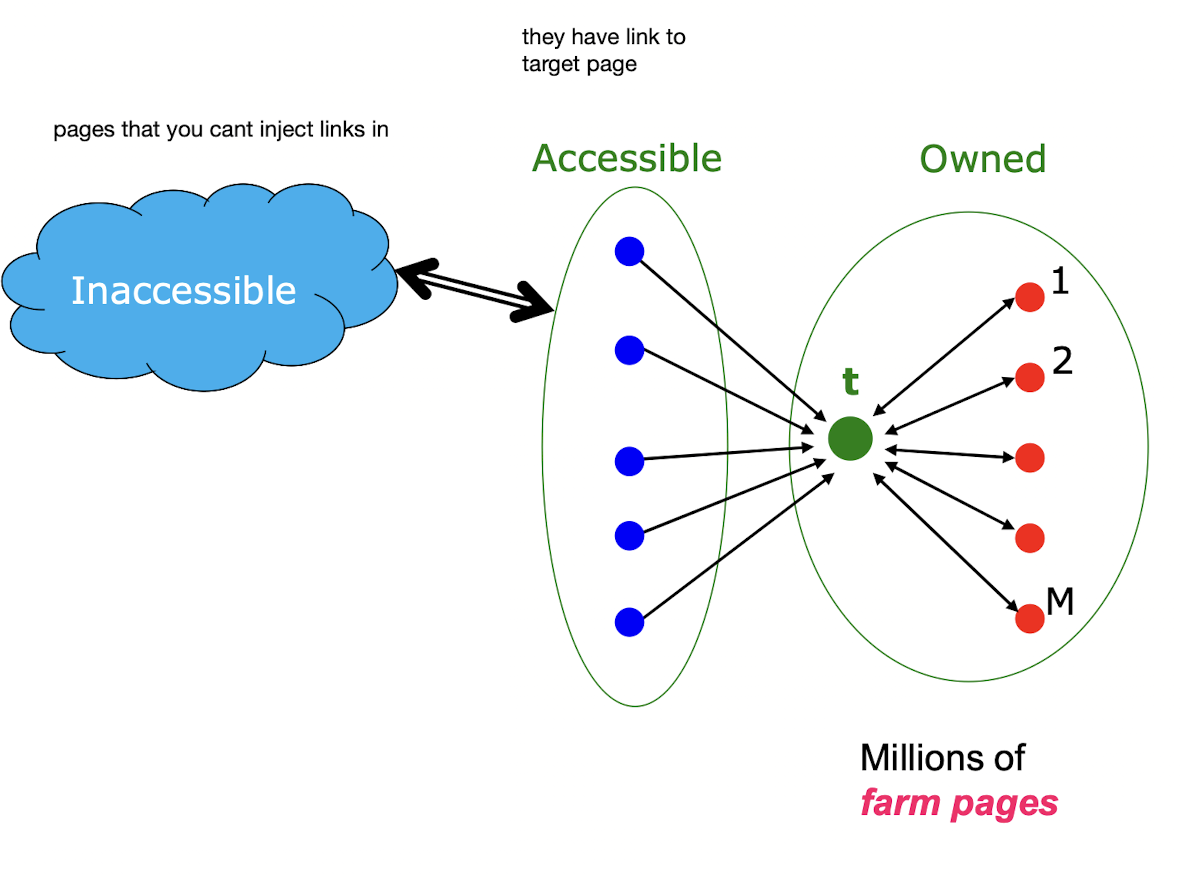 they have link to
target page
pages that you cant inject links in
Accessible
Owned
Inaccessible
1
2
t
M
Millions of
farm pages